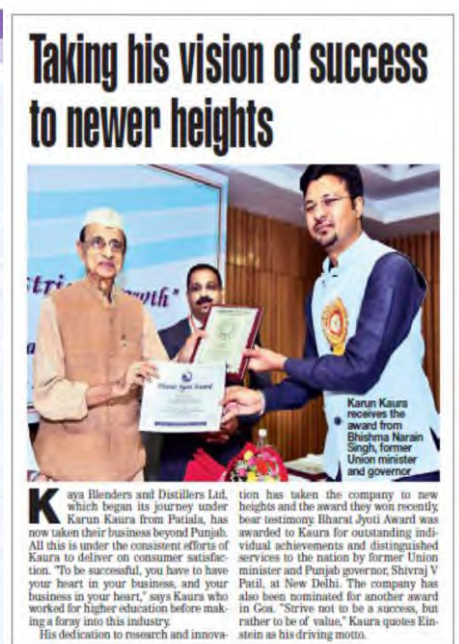 Taking his vision of success
to newer heights
stri
wth"
Bharat Jyoti Award
Karun Kaura
receives the
award from
Bhishma Narain
Singh, former
Union minister
and governor
Kaya Blenders and Distillers Ltd,
which began its journey under
Karun Kaura from Patiala, has
now taken their business beyond Punjab.
All this is under the consistent efforts of
Kaura to deliver on consumer satisfac-
tion. "To be successful, you have to have
your heart in your business, and your
business in your heart," says Kaura who
worked for higher education before mak-
ing a foray into this industry.
His dedication to research and innova-
tion has taken the company to new
heights and the award they won recently,
bear testimony. Bharat Jyoti Award was
awarded to Kaura for outstanding indi-
vidual achievements and distinguished
services to the nation by former Union
minister and Punjab governor, Shivraj V
Patil, at New Delhi. The company has
also been nominated for another award
in Goa. "Strive not to be a success, but
rather to be of value," Kaura quotes Ein-
stein as his driving motto.